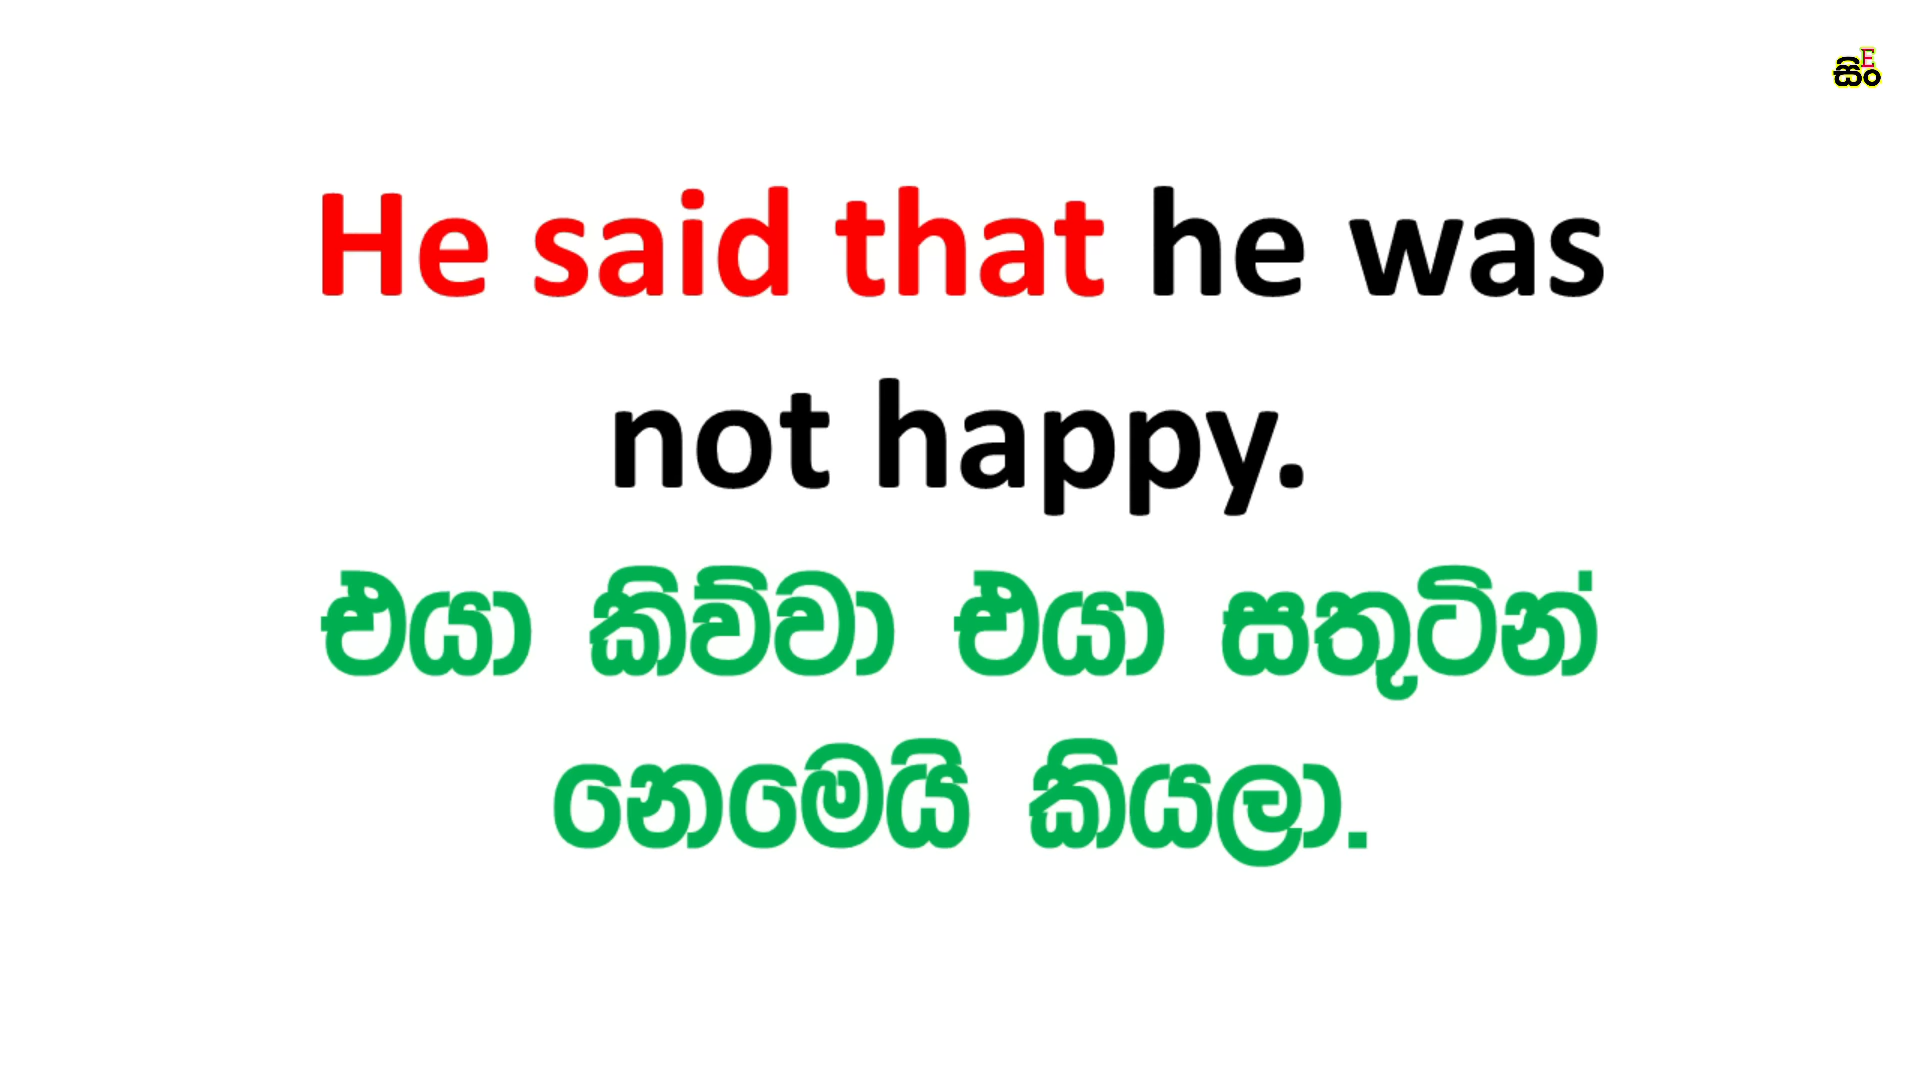 සිං E
He said that he was
not happy.
එයා කිව්වා එයා සතුටින්
නෙමෙයි කියලා.